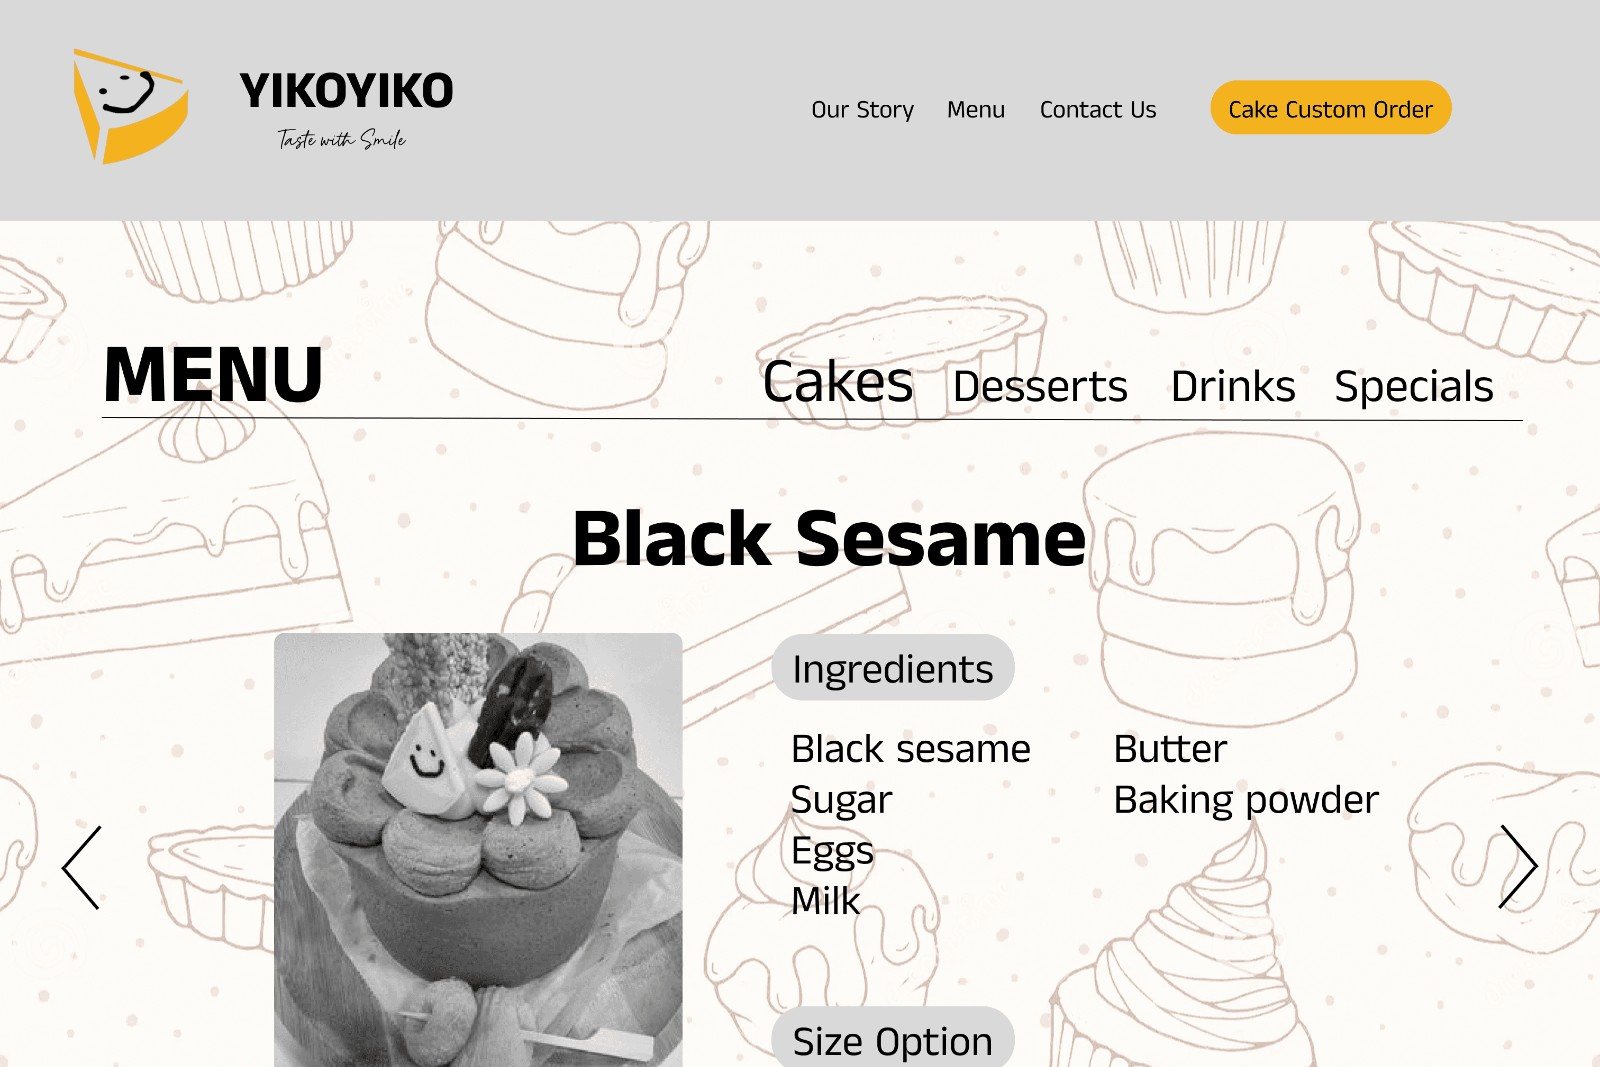 YIKOYIKO
Taste with Smile
Our Story Menu Contact Us Cake Custom Order
MENU
Cakes Desserts Drinks Specials
Black Sesame
Ingredients
Black sesame Butter
Sugar Baking powder
Eggs
Milk
Size Option